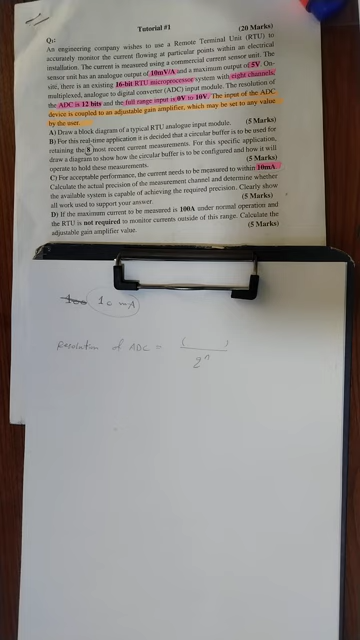 Tutorial #1
Q: (20 Marks)
An engineering company wishes to use a Remote Terminal Unit (RTU) to
accurately monitor the current flowing at particular points within an electrical
installation. The current is measured using a commercial current sensor unit. The
sensor unit has an analogue output of 10mV/A and a maximum output of 5V. On-
site, there is an existing 16-bit RTU microprocessor system with eight channels,
multiplexed, analogue to digital converter (ADC) input module. The resolution of
the ADC is 12 bits and the full range input is 0V to 10V. The input of the ADC
device is coupled to an adjustable gain amplifier, which may be set to any value
by the user.
A) Draw a block diagram of a typical RTU analogue input module. (5 Marks)
B) For this real-time application it is decided that a circular buffer is to be used for
retaining the 8 most recent current measurements. For this specific application,
draw a diagram to show how the circular buffer is to be configured and how it will
operate to hold these measurements. (5 Marks)
C) For acceptable performance, the current needs to be measured to within 10mA.
Calculate the actual precision of the measurement channel and determine whether
the available system is capable of achieving the required precision. Clearly show
all work used to support your answer. (5 Marks)
D) If the maximum current to be measured is 100A under normal operation and
the RTU is not required to monitor currents outside of this range. Calculate the
adjustable gain amplifier value. (5 Marks)
10 mA
Resolution of ADC = ( )
2^n